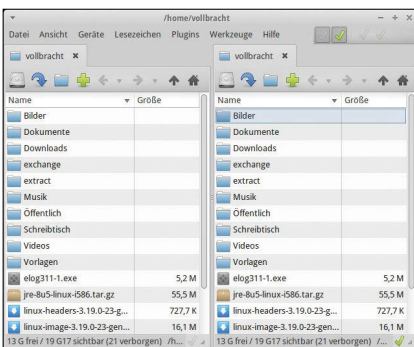 /home/vollbracht
Datei Ansicht Geräte Lesezeichen Plugins Werkzeuge Hilfe
vollbracht
Name Größe
Bilder
Dokumente
Downloads
exchange
extract
Musik
Öffentlich
Schreibtisch
Videos
Vorlagen
elog311-1.exe 5,2 M
jre-8u5-linux-i586.tar.gz 55,5 M
linux-headers-3.19.0-23-g... 727,7 K
linux-image-3.19.0-23-gen... 16,1 M
13 G frei / 19 G17 sichtbar (21 verborgen) /h...
vollbracht
Name Größe
Bilder
Dokumente
Downloads
exchange
extract
Musik
Öffentlich
Schreibtisch
Videos
Vorlagen
elog311-1.exe 5,2 M
jre-8u5-linux-i586.tar.gz 55,5 M
linux-headers-3.19.0-23-g... 727,7 K
linux-image-3.19.0-23-gen... 16,1 M
13 G frei / 19 G17 sichtbar (21 verborgen) /...